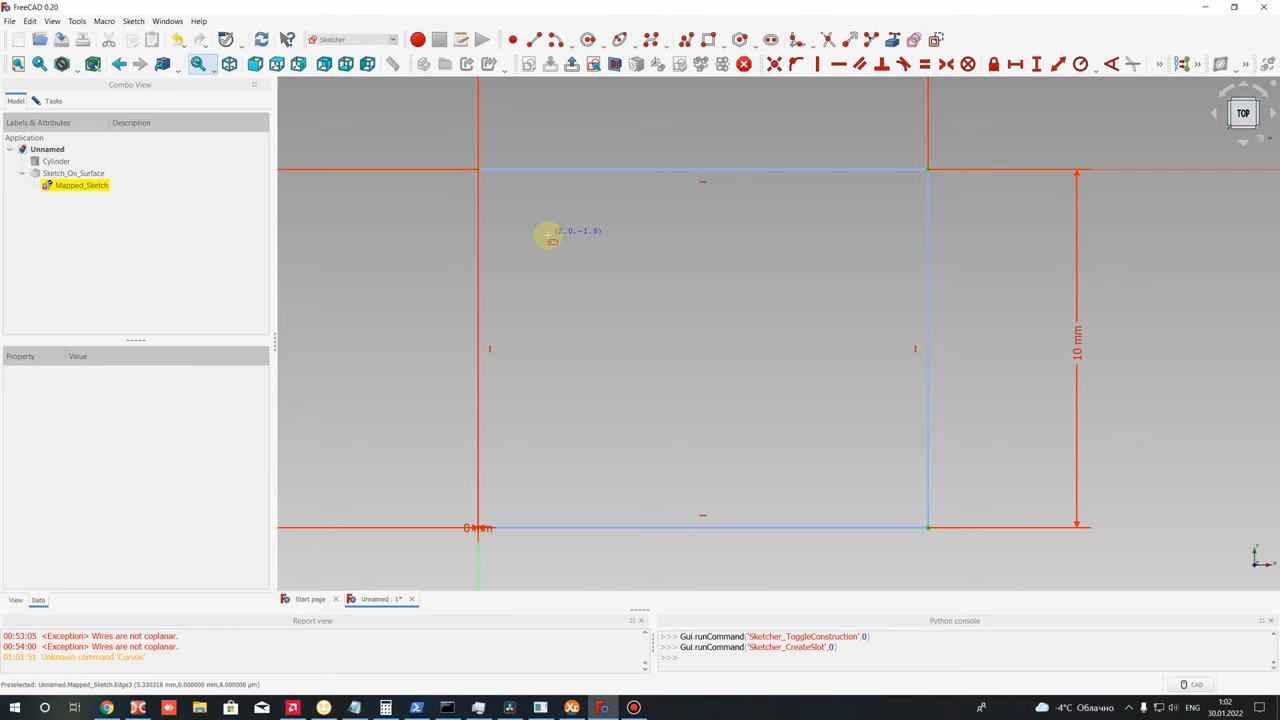 FreeCAD 0.20
File Edit View Tools Macro Sketch Windows Help
Sketcher
Combo View
Model Tasks
Labels & Attributes Description
Application
Unnamed
Cylinder
Sketch_On_Surface
Mapped_Sketch
Property Value
View Data
TOP
(2.0,-1.8)
10 mm
Y
X
Start page Unnamed : 1*
Report view
00:53:05 <Exception> Wires are not coplanar.
00:54:00 <Exception> Wires are not coplanar.
01:01:51 Unknown command 'Curves'
Python console
>>> Gui.runCommand('Sketcher_ToggleConstruction',0)
>>> Gui.runCommand('Sketcher_CreateSlot',0)
>>>
Preselected: Unnamed.Mapped_Sketch.Edge3 (5.330318 mm,0.000000 mm,8.000000 µm)
CAD
-4°C Облачно
1:02
30.01.2022